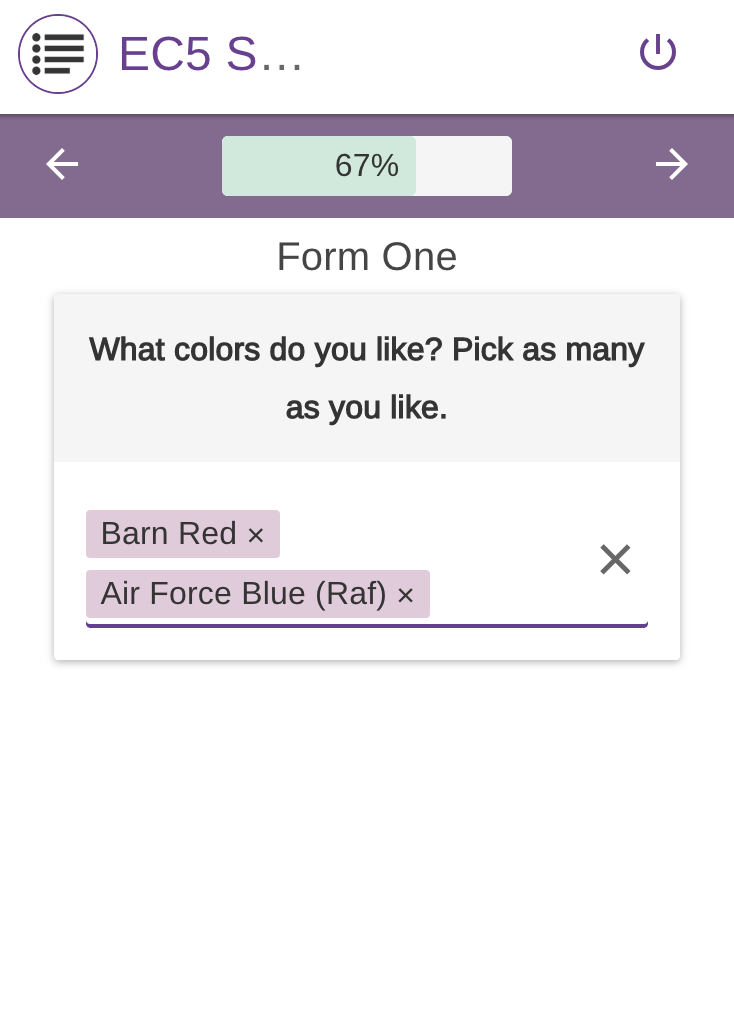 EC5 S...
67%
Form One
What colors do you like? Pick as many
as you like.
Barn Red ×
Air Force Blue (Raf) ×